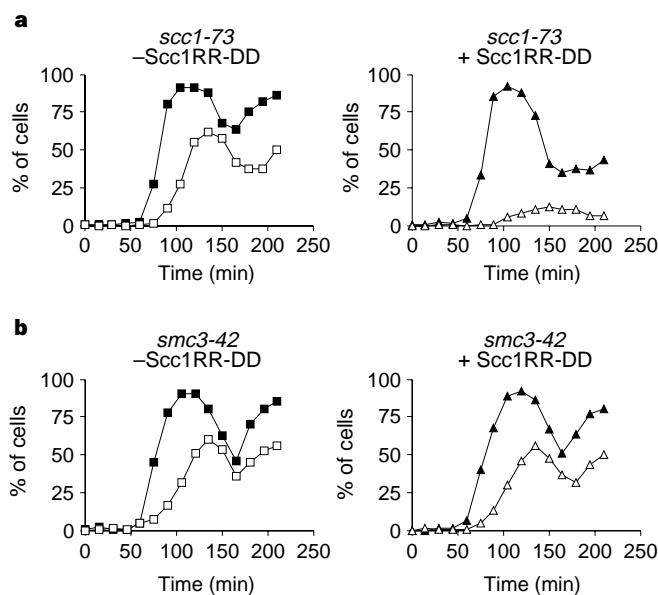 a
scc1-73
–Scc1RR-DD
scc1-73
+ Scc1RR-DD
100
75
50
25
0
% of cells
0 50 100 150 200 250
Time (min)
100
75
50
25
0
% of cells
0 50 100 150 200 250
Time (min)
b
smc3-42
–Scc1RR-DD
smc3-42
+ Scc1RR-DD
100
75
50
25
0
% of cells
0 50 100 150 200 250
Time (min)
100
75
50
25
0
% of cells
0 50 100 150 200 250
Time (min)